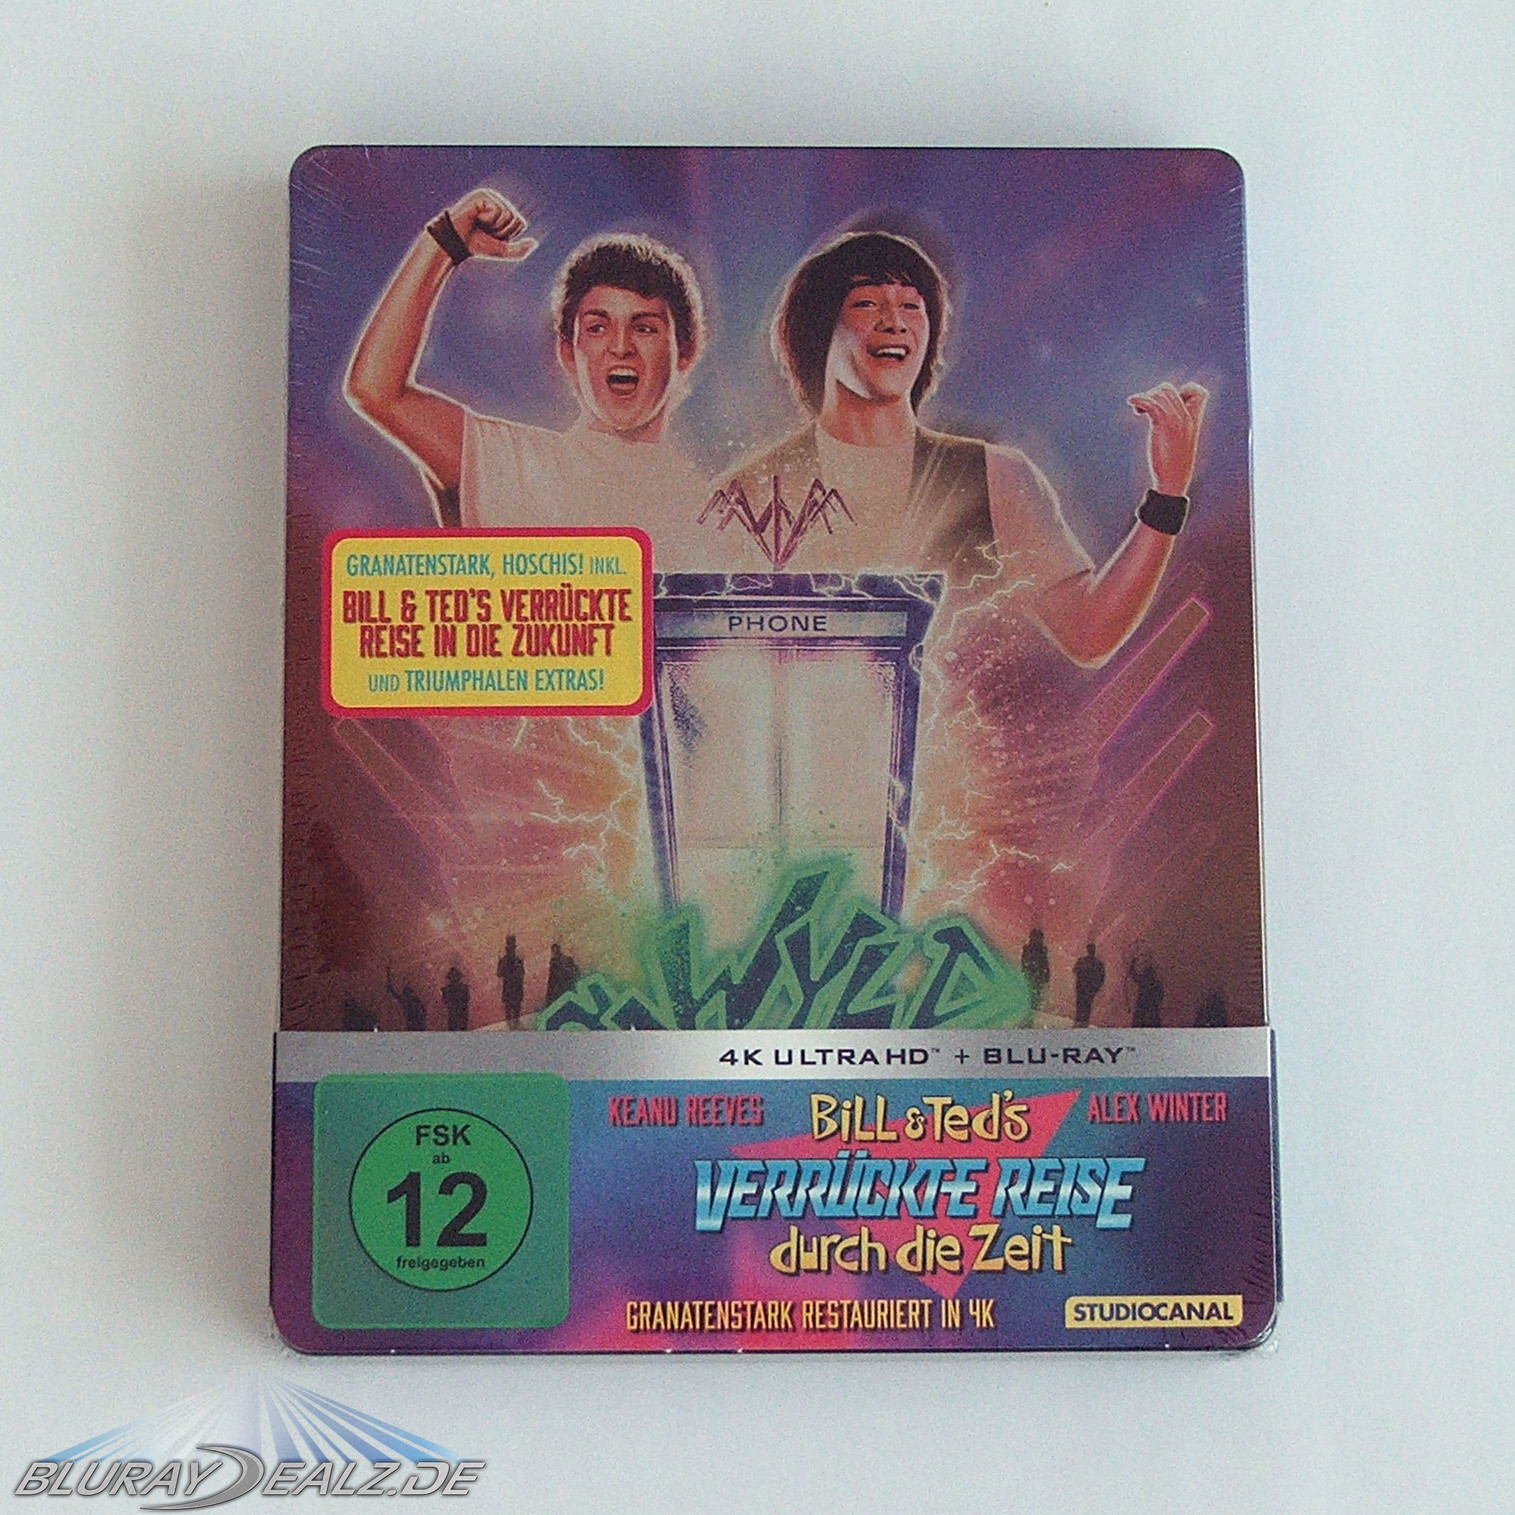 GRANATENSTARK, HOSCHIS! INKL.
BILL & TED'S VERRÜCKTE
REISE IN DIE ZUKUNFT
UND TRIUMPHALEN EXTRAS!
PHONE
4K ULTRA HD™ + BLU-RAY™
FSK
ab
12
freigegeben
KEANU REEVES
BiLL & Ted's
ALEX WINTER
VERRÜCKTE REISE
durch die Zeit
GRANATENSTARK RESTAURIERT IN 4K
STUDIOCANAL
BLURAYDEALZ.DE